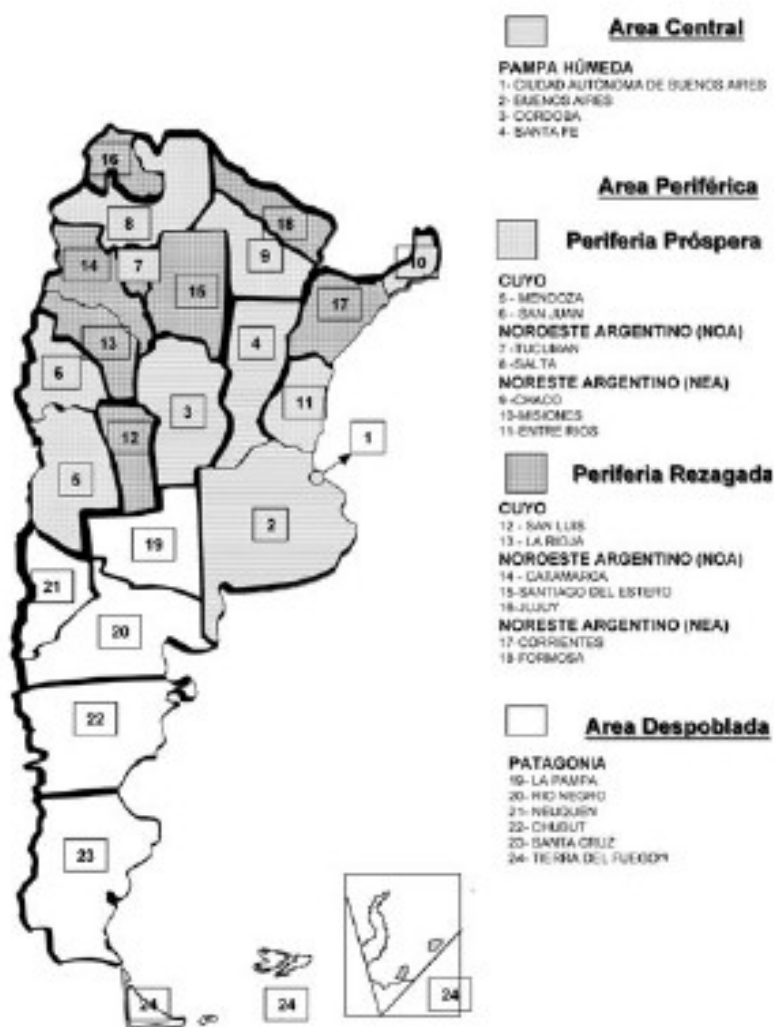 Area Central
PAMPA HÚMEDA
1- CIUDAD AUTONOMA DE BUENOS AIRES
2- BUENOS AIRES
3- CORDOBA
4- SANTA FE
Area Periférica
Periferia Próspera
CUYO
5 - MENDOZA
6 - SAN JUAN
NOROESTE ARGENTINO (NOA)
7 -TUCUMAN
8 -SALTA
NORESTE ARGENTINO (NEA)
9 -CHACO
10-MISIONES
11-ENTRE RIOS
Periferia Rezagada
CUYO
12 - SAN LUIS
13 - LA RIOJA
NOROESTE ARGENTINO (NOA)
14 - CATAMARCA
15-SANTIAGO DEL ESTERO
16-JUJUY
NORESTE ARGENTINO (NEA)
17-CORRIENTES
18-FORMOSA
Area Despoblada
PATAGONIA
19- LA PAMPA
20- RIO NEGRO
21- NEUQUEN
22- CHUBUT
23- SANTA CRUZ
24- TIERRA DEL FUEGO
16
8
18
14
7
15
9
10
17
13
4
6
3
11
12
1
5
2
19
21
20
22
23
24
24
24